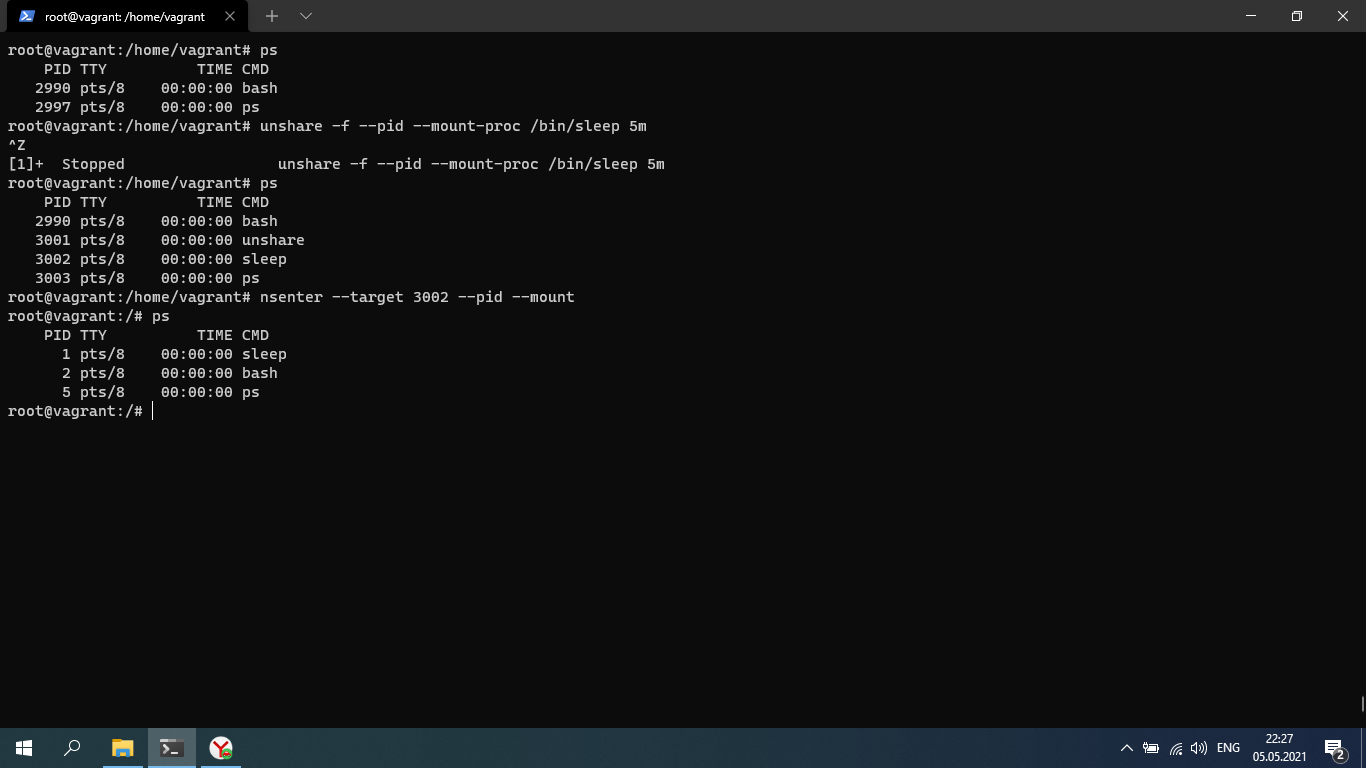 root@vagrant: /home/vagrant
root@vagrant:/home/vagrant# ps
    PID TTY          TIME CMD
   2990 pts/8    00:00:00 bash
   2997 pts/8    00:00:00 ps
root@vagrant:/home/vagrant# unshare -f --pid --mount-proc /bin/sleep 5m
^Z
[1]+  Stopped                 unshare -f --pid --mount-proc /bin/sleep 5m
root@vagrant:/home/vagrant# ps
    PID TTY          TIME CMD
   2990 pts/8    00:00:00 bash
   3001 pts/8    00:00:00 unshare
   3002 pts/8    00:00:00 sleep
   3003 pts/8    00:00:00 ps
root@vagrant:/home/vagrant# nsenter --target 3002 --pid --mount
root@vagrant:/# ps
    PID TTY          TIME CMD
      1 pts/8    00:00:00 sleep
      2 pts/8    00:00:00 bash
      5 pts/8    00:00:00 ps
root@vagrant:/#
ENG
22:27
05.05.2021
2